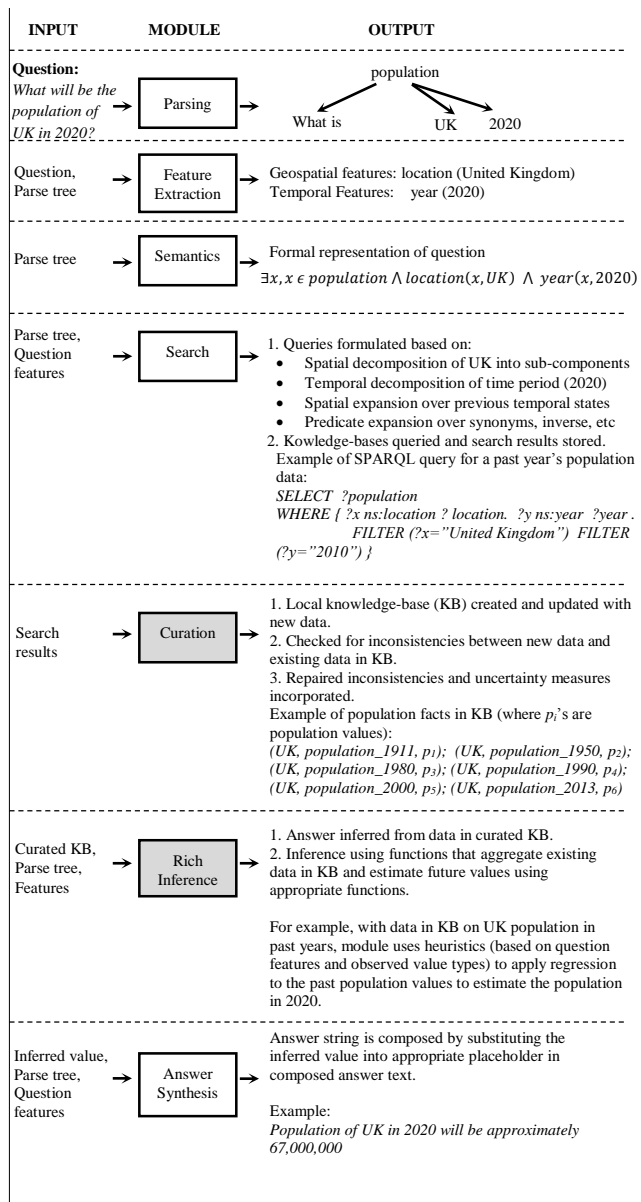 INPUT MODULE OUTPUT
Question:
What will be the
population of
UK in 2020?
Parsing
population
What is UK 2020
Question,
Parse tree
Feature
Extraction
Geospatial features: location (United Kingdom)
Temporal Features: year (2020)
Parse tree
Semantics
Formal representation of question
∃x, x ϵ population ⋀ location(x, UK) ⋀ year(x, 2020)
Parse tree,
Question
features
Search
1. Queries formulated based on:
• Spatial decomposition of UK into sub-components
• Temporal decomposition of time period (2020)
• Spatial expansion over previous temporal states
• Predicate expansion over synonyms, inverse, etc
2. Kowledge-bases queried and search results stored.
Example of SPARQL query for a past year's population
data:
SELECT ?population
WHERE { ?x ns:location ? location. ?y ns:year ?year .
FILTER (?x="United Kingdom") FILTER
(?y="2010") }
Search
results
Curation
1. Local knowledge-base (KB) created and updated with
new data.
2. Checked for inconsistencies between new data and
existing data in KB.
3. Repaired inconsistencies and uncertainty measures
incorporated.
Example of population facts in KB (where pi's are
population values):
(UK, population_1911, p1); (UK, population_1950, p2);
(UK, population_1980, p3); (UK, population_1990, p4);
(UK, population_2000, p5); (UK, population_2013, p6)
Curated KB,
Parse tree,
Features
Rich
Inference
1. Answer inferred from data in curated KB.
2. Inference using functions that aggregate existing
data in KB and estimate future values using
appropriate functions.
For example, with data in KB on UK population in
past years, module uses heuristics (based on question
features and observed value types) to apply regression
to the past population values to estimate the population
in 2020.
Inferred value,
Parse tree,
Question
features
Answer
Synthesis
Answer string is composed by substituting the
inferred value into appropriate placeholder in
composed answer text.
Example:
Population of UK in 2020 will be approximately
67,000,000